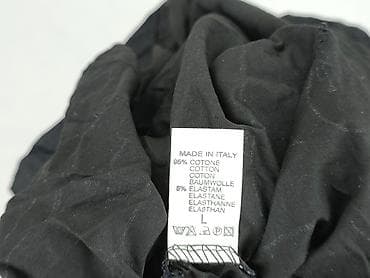 MADE IN ITALY
95% COTONE
COTTON
COTON
BAUMWOLLE
5% ELASTAM
ELASTANE
ELASTHANNE
ELASTHAN
L